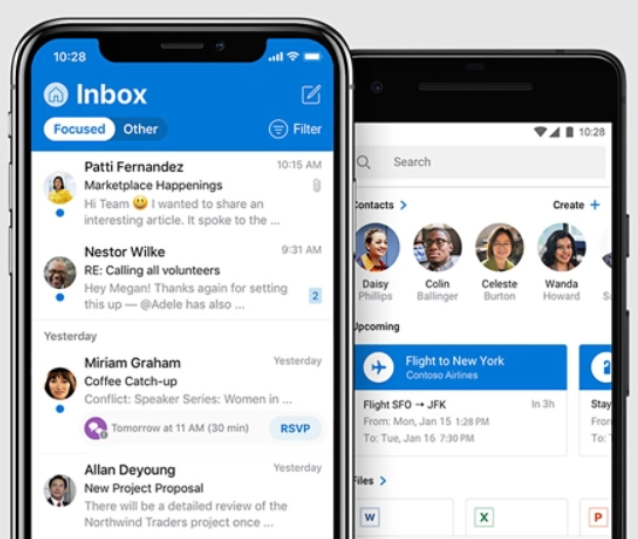 10:28
Inbox
Focused Other Filter
Patti Fernandez 10:15 AM
Marketplace Happenings
Hi Team 😃 I wanted to share an
interesting article. It spoke to the ...
Nestor Wilke 9:31 AM
RE: Calling all volunteers
Hey Megan! Thanks again for setting
this up — @Adele has also ... 2
Yesterday
Miriam Graham Yesterday
Coffee Catch-up
Conflict: Speaker Series: Women in ...
Tomorrow at 11 AM (30 min) RSVP
Allan Deyoung Yesterday
New Project Proposal
There will be a detailed review of the
Northwind Traders project once ...
10:28
Search
Contacts > Create +
Daisy Colin Celeste Wanda
Phillips Ballinger Burton Howard
Upcoming
Flight to New York
Contoso Airlines
Flight SFO → JFK In 3h Stay
From: Mon, Jan 15 1:28 PM
To: Tue, Jan 16 7:30 PM
Files >
W X P